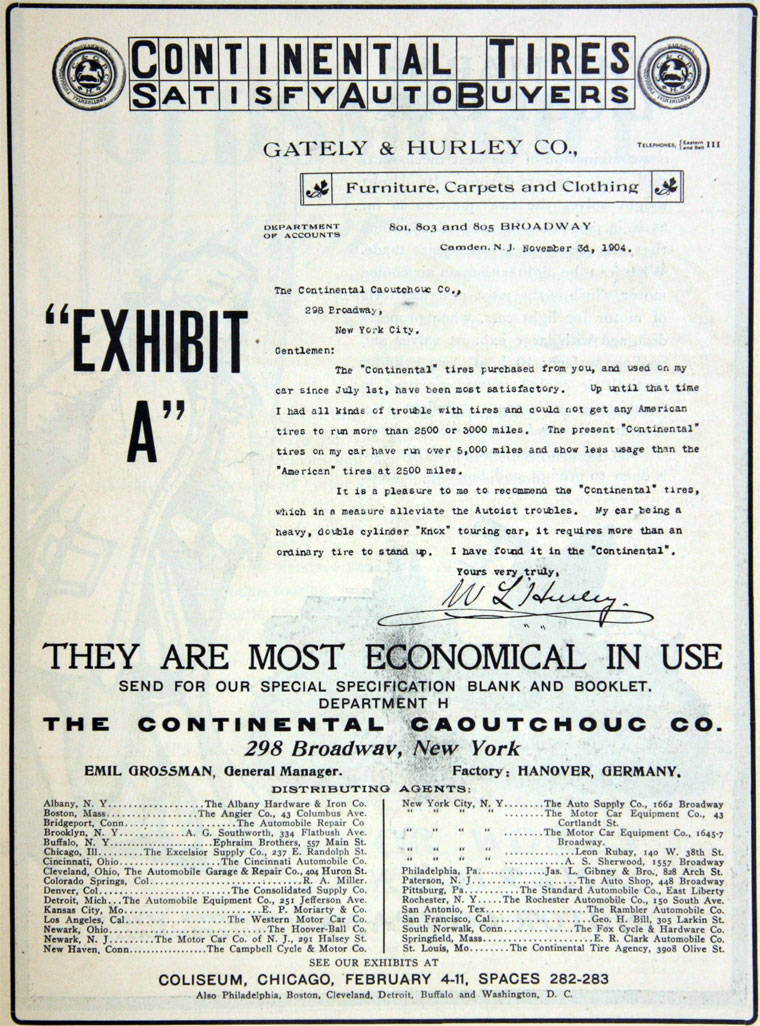 CONTINENTAL TIRES
SATISFY AUTO BUYERS
GATELY & HURLEY CO.,
TELEPHONES, Eastern and Bell III
Furniture, Carpets and Clothing
DEPARTMENT
OF ACCOUNTS
801, 803 and 805 BROADWAY
Camden, N. J. November 3d, 1904.
"EXHIBIT
A"
The Continental Caoutchouc Co.,
298 Broadway,
New York City.
Gentlemen:
The "Continental" tires purchased from you, and used on my
car since July 1st, have been most satisfactory. Up until that time
I had all kinds of trouble with tires and could not get any American
tires to run more than 2500 or 3000 miles. The present "Continental"
tires on my car have run over 5,000 miles and show less usage than the
"American" tires at 2500 miles.
It is a pleasure to me to recommend the "Continental" tires,
which in a measure alleviate the Autoist troubles. My car being a
heavy, double cylinder "Knox" touring car, it requires more than an
ordinary tire to stand up. I have found it in the "Continental".
Yours very truly,
W L Hurley.
THEY ARE MOST ECONOMICAL IN USE
SEND FOR OUR SPECIAL SPECIFICATION BLANK AND BOOKLET.
DEPARTMENT H
THE CONTINENTAL CAOUTCHOUC CO.
298 Broadway, New York
EMIL GROSSMAN, General Manager. Factory: HANOVER, GERMANY.
DISTRIBUTING AGENTS:
Albany, N. Y. The Albany Hardware & Iron Co.
Boston, Mass. The Angier Co., 43 Columbus Ave.
Bridgeport, Conn. The Automobile Repair Co
Brooklyn, N. Y. A. G. Southworth, 334 Flatbush Ave.
Buffalo, N. Y. Ephraim Brothers, 557 Main St.
Chicago, Ill. The Excelsior Supply Co., 237 E. Randolph St.
Cincinnati, Ohio The Cincinnati Automobile Co.
Cleveland, Ohio, The Automobile Garage & Repair Co., 404 Huron St.
Colorado Springs, Col. R. A. Miller.
Denver, Col. The Consolidated Supply Co.
Detroit, Mich. The Automobile Equipment Co., 251 Jefferson Ave.
Kansas City, Mo. E. P. Moriarty & Co.
Los Angeles, Cal. The Western Motor Car Co.
Newark, Ohio The Hoover-Ball Co.
Newark, N. J. The Motor Car Co. of N. J., 291 Halsey St.
New Haven, Conn. The Campbell Cycle & Motor Co.
New York City, N. Y. The Auto Supply Co., 1662 Broadway
" " " " The Motor Car Equipment Co., 43
Cortlandt St.
" " " " The Motor Car Equipment Co., 1645-7
Broadway.
" " " " Leon Rubay, 140 W. 38th St.
" " " " A. S. Sherwood, 1557 Broadway
Philadelphia, Pa. Jas. L. Gibney & Bro., 828 Arch St.
Paterson, N. J. The Auto Shop, 448 Broadway
Pittsburg, Pa. The Standard Automobile Co., East Liberty
Rochester, N. Y. The Rochester Automobile Co., 150 South Ave.
San Antonio, Tex. The Rambler Automobile Co.
San Francisco, Cal. Geo. H. Bill, 305 Larkin St.
South Norwalk, Conn. The Fox Cycle & Hardware Co.
Springfield, Mass. E. R. Clark Automobile Co.
St. Louis, Mo. The Continental Tire Agency, 3908 Olive St.
SEE OUR EXHIBITS AT
COLISEUM, CHICAGO, FEBRUARY 4-11, SPACES 282-283
Also Philadelphia, Boston, Cleveland, Detroit, Buffalo and Washington, D. C.